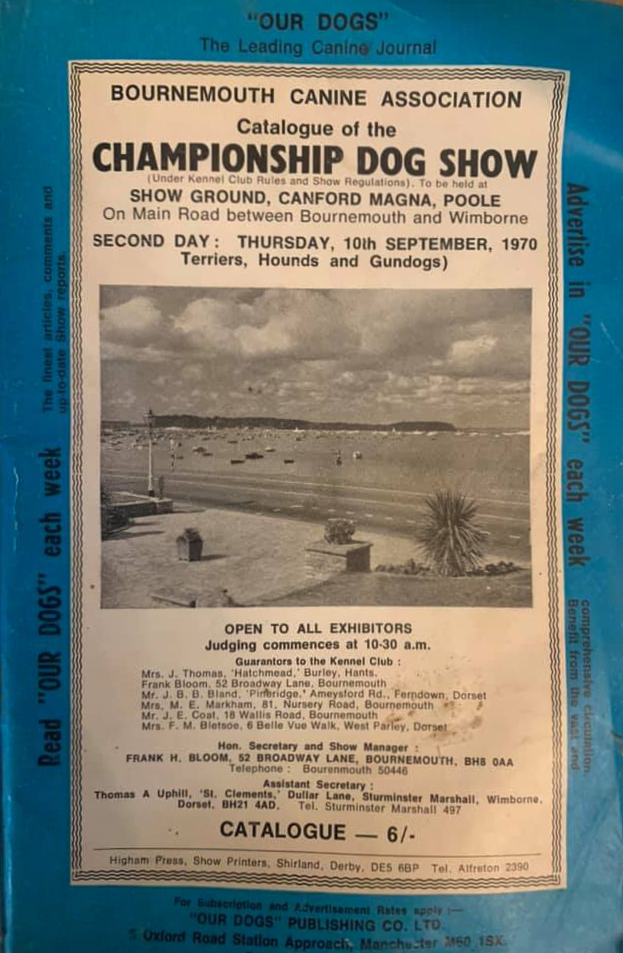 "OUR DOGS"
The Leading Canine Journal
BOURNEMOUTH CANINE ASSOCIATION
Catalogue of the
CHAMPIONSHIP DOG SHOW
(Under Kennel Club Rules and Show Regulations). To be held at
SHOW GROUND, CANFORD MAGNA, POOLE
On Main Road between Bournemouth and Wimborne
SECOND DAY: THURSDAY, 10th SEPTEMBER, 1970
Terriers, Hounds and Gundogs)
OPEN TO ALL EXHIBITORS
Judging commences at 10-30 a.m.
Guarantors to the Kennel Club :
Mrs. J. Thomas, 'Hatchmead,' Burley, Hants.
Frank Bloom, 52 Broadway Lane, Bournemouth
Mr. J. B. B. Bland, 'Pinbridge,' Ameysford Rd., Ferndown, Dorset
Mrs. M. E. Markham, 81, Nursery Road, Bournemouth
Mr. J. E. Coat, 18 Wallis Road, Bournemouth
Mrs. F. M. Bletsoe, 6 Belle Vue Walk, West Parley, Dorset
Hon. Secretary and Show Manager :
FRANK H. BLOOM, 52 BROADWAY LANE, BOURNEMOUTH, BH8 0AA
Telephone : Bourenmouth 50446
Assistant Secretary :
Thomas A Uphill, 'St. Clements,' Dullar Lane, Sturminster Marshall, Wimborne,
Dorset, BH21 4AD. Tel. Sturminster Marshall 497
CATALOGUE — 6/-
Higham Press, Show Printers, Shirland, Derby, DE5 6BP Tel. Alfreton 2390
Read "OUR DOGS" each week
The finest articles, comments and
up-to-date Show reports.
Advertise in "OUR DOGS" each week
Benefit from the vast and
comprehensive circulation.
For Subscription and Advertisement Rates apply :—
"OUR DOGS" PUBLISHING CO. LTD.
5 Oxford Road Station Approach, Manchester M60 1SX.